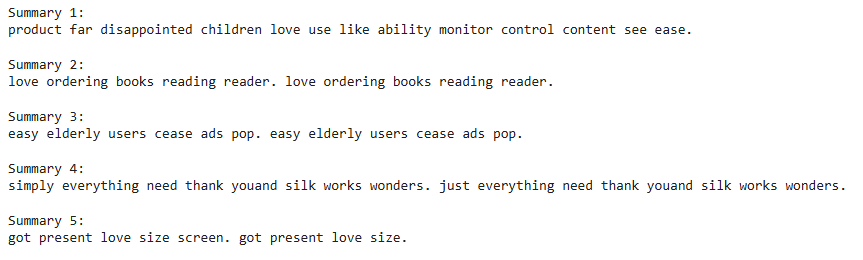 Summary 1:
product far disappointed children love use like ability monitor control content see ease.
Summary 2:
love ordering books reading reader. love ordering books reading reader.
Summary 3:
easy elderly users cease ads pop. easy elderly users cease ads pop.
Summary 4:
simply everything need thank youand silk works wonders. just everything need thank youand silk works wonders.
Summary 5:
got present love size screen. got present love size.